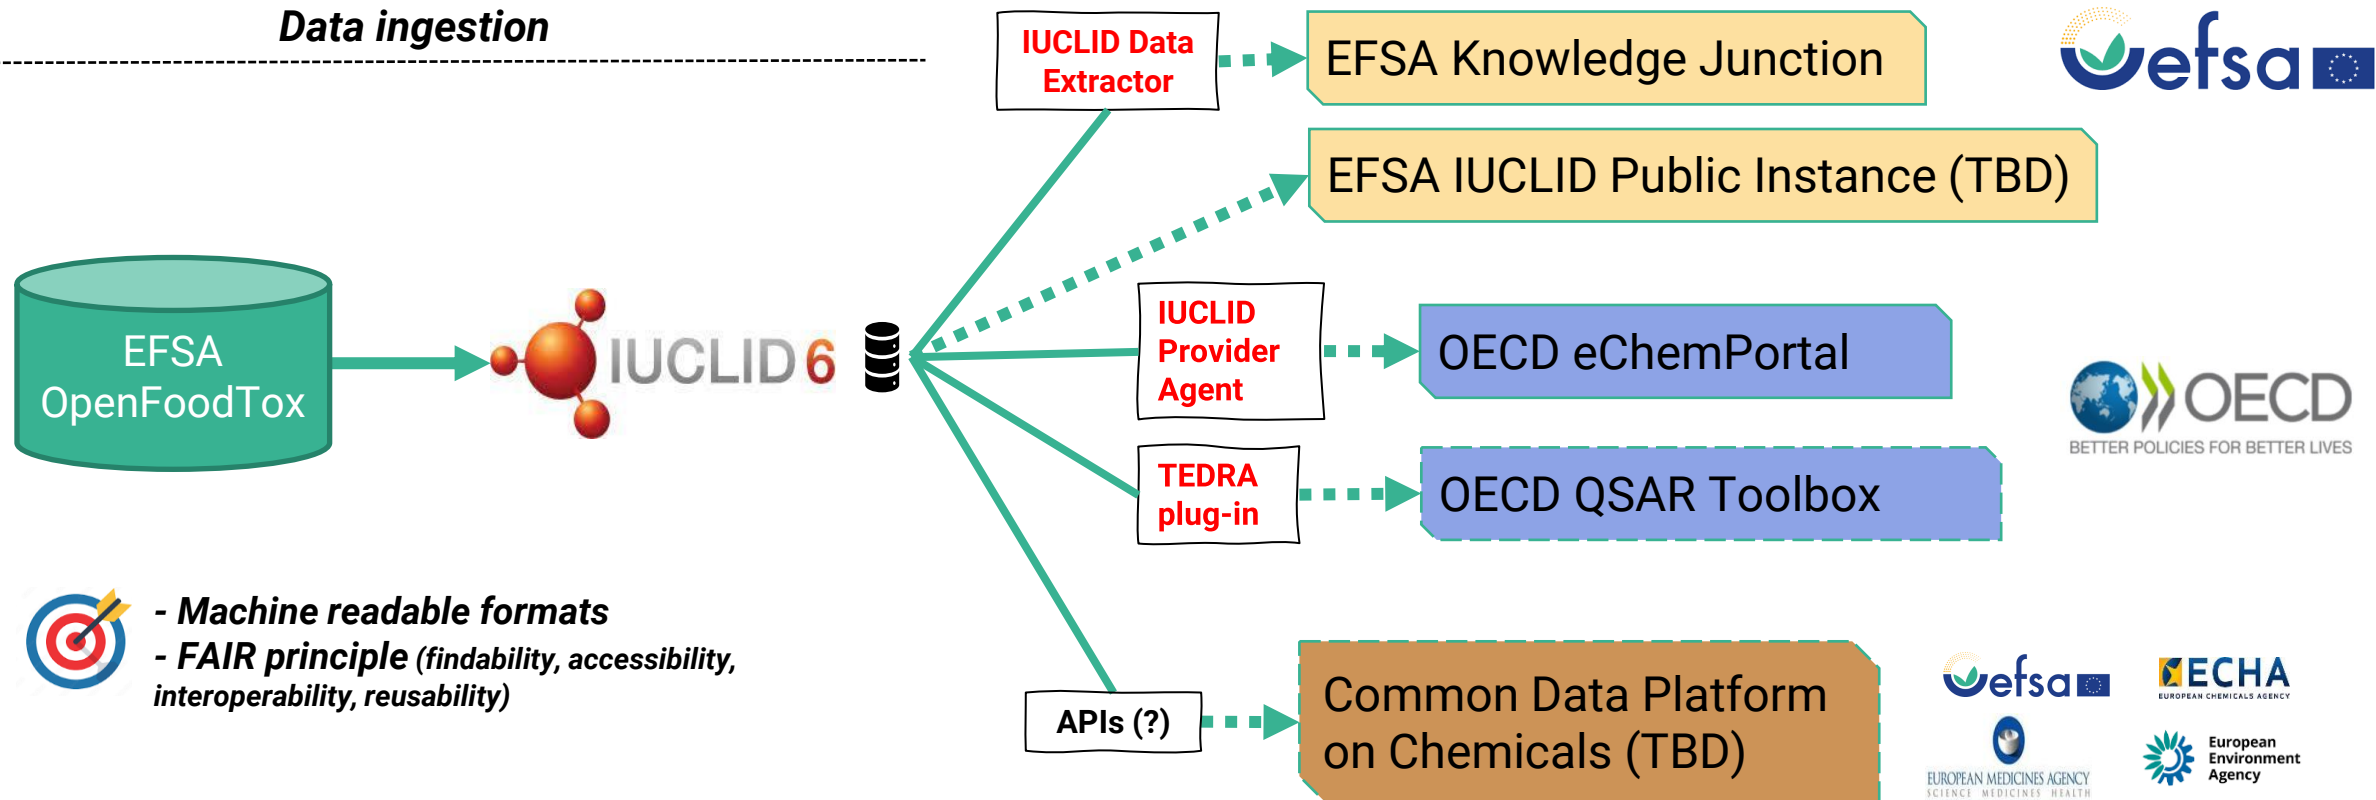 Data ingestion
IUCLID Data
Extractor
EFSA Knowledge Junction
efsa
EFSA IUCLID Public Instance (TBD)
EFSA
OpenFoodTox
IUCLID 6
IUCLID
Provider
Agent
OECD eChemPortal
OECD
BETTER POLICIES FOR BETTER LIVES
TEDRA
plug-in
OECD QSAR Toolbox
- Machine readable formats
- FAIR principle (findability, accessibility,
interoperability, reusability)
APIs (?)
Common Data Platform
on Chemicals (TBD)
efsa
ECHA
EUROPEAN CHEMICALS AGENCY
EUROPEAN MEDICINES AGENCY
SCIENCE MEDICINES HEALTH
European
Environment
Agency